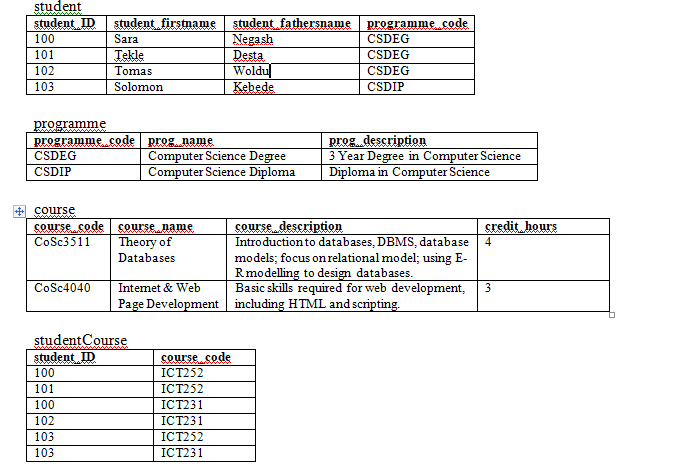 student
student_ID student_firstname student_fathersname programme_code
100 Sara Negash CSDEG
101 Tekle Desta CSDEG
102 Tomas Woldu CSDEG
103 Solomon Kebede CSDIP
programme
programme_code prog_name prog_description
CSDEG Computer Science Degree 3 Year Degree in Computer Science
CSDIP Computer Science Diploma Diploma in Computer Science
course
course_code course_name course_description credit_hours
CoSc3511 Theory of Introduction to databases, DBMS, database 4
Databases models; focus on relational model; using E-
R modelling to design databases.
CoSc4040 Internet & Web Basic skills required for web development, 3
Page Development including HTML and scripting.
studentCourse
student_ID course_code
100 ICT252
101 ICT252
100 ICT231
102 ICT231
103 ICT252
103 ICT231